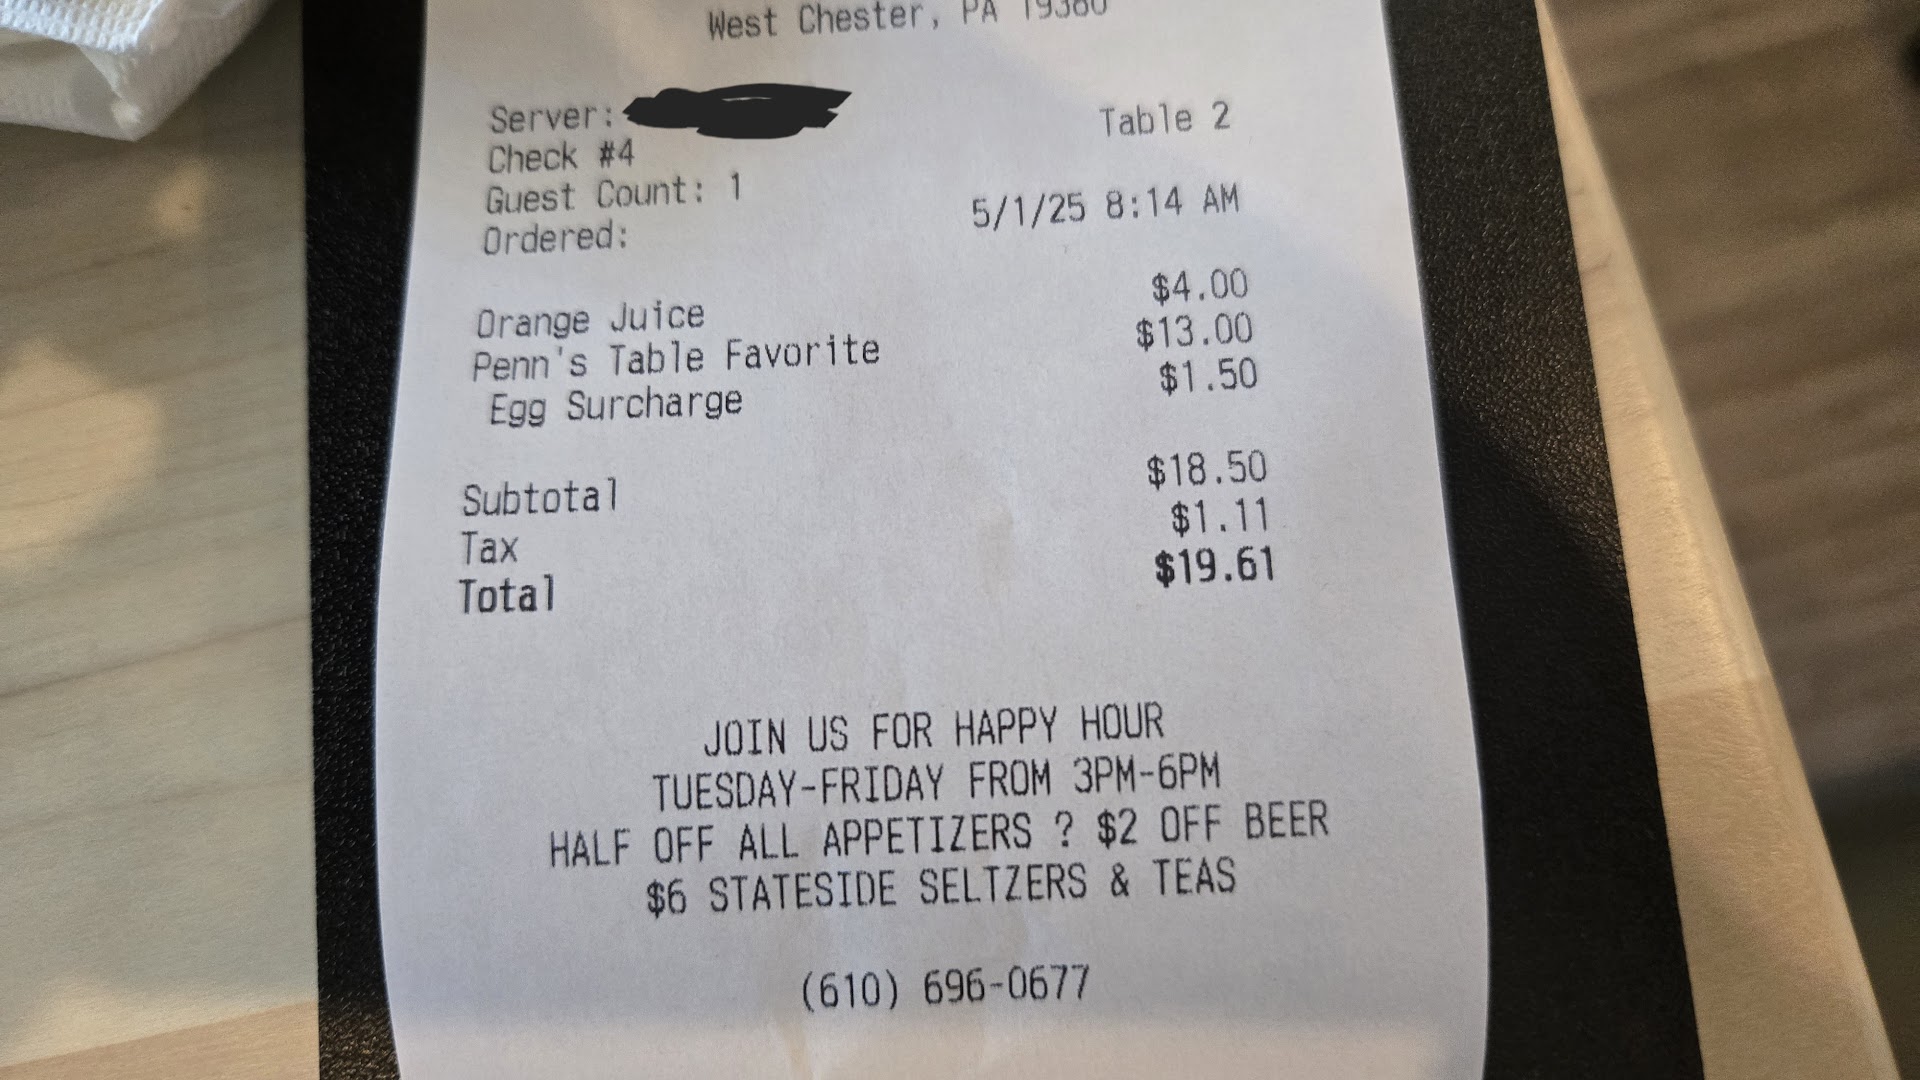 West Chester, PA 19380
Server:
Table 2
Check #4
Guest Count: 1
Ordered:
5/1/25 8:14 AM
Orange Juice $4.00
Penn's Table Favorite $13.00
Egg Surcharge $1.50
Subtotal $18.50
Tax $1.11
Total $19.61
JOIN US FOR HAPPY HOUR
TUESDAY-FRIDAY FROM 3PM-6PM
HALF OFF ALL APPETIZERS ? $2 OFF BEER
$6 STATESIDE SELTZERS & TEAS
(610) 696-0677